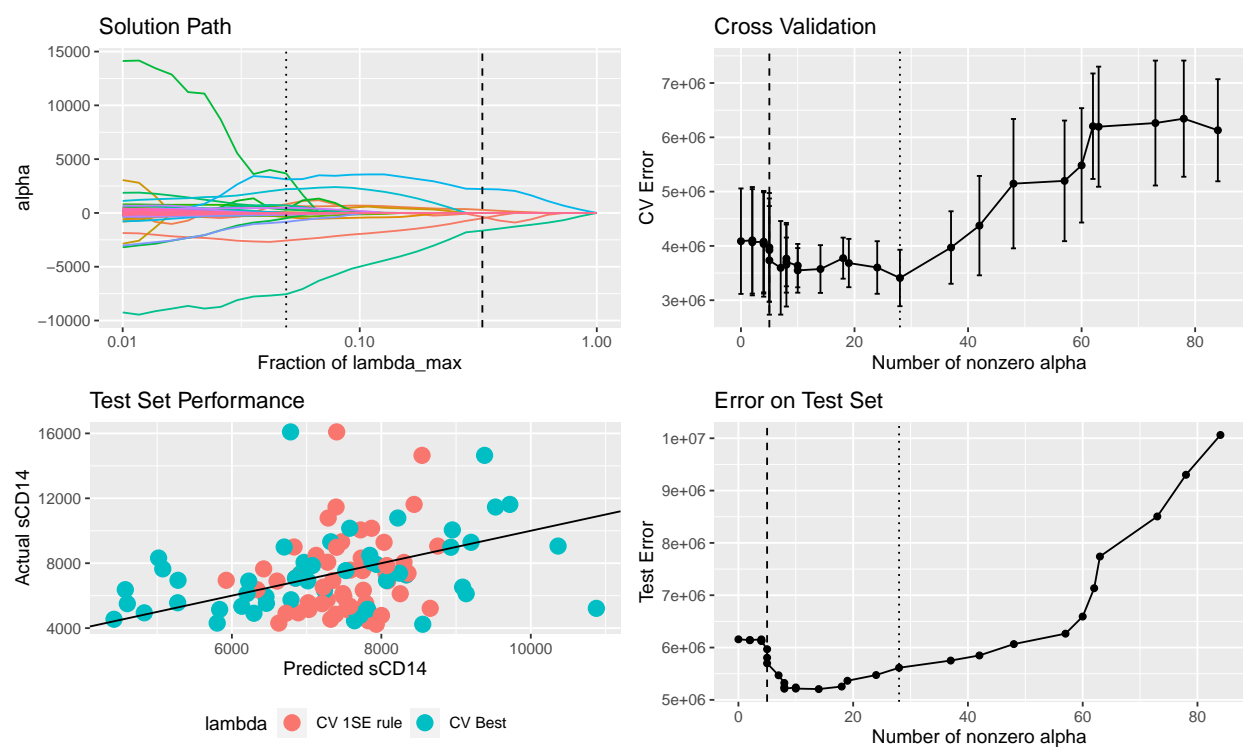 Solution Path
15000
10000
5000
0
−5000
−10000
alpha
0.01
0.10
1.00
Fraction of lambda_max
Cross Validation
7e+06
6e+06
5e+06
4e+06
3e+06
CV Error
0
20
40
60
80
Number of nonzero alpha
Test Set Performance
16000
12000
8000
4000
Actual sCD14
6000
8000
10000
Predicted sCD14
lambda
CV 1SE rule
CV Best
Error on Test Set
1e+07
9e+06
8e+06
7e+06
6e+06
5e+06
Test Error
0
20
40
60
80
Number of nonzero alpha